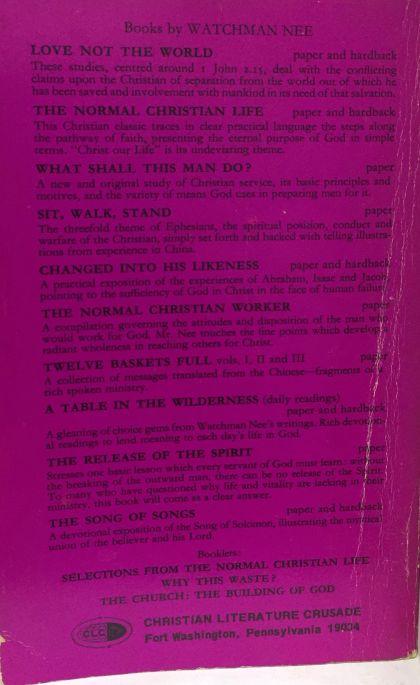 Books by WATCHMAN NEE
LOVE NOT THE WORLD paper and hardback
These studies, centred around 1 John 2.15, deal with the conflicting
claims upon the Christian of separation from the world out of which he
has been saved and involvement with mankind in its need of that salvation.
THE NORMAL CHRISTIAN LIFE paper and hardback
This Christian classic traces in clear practical language the steps along
the pathway of faith, presenting the eternal purpose of God in simple
terms. "Christ our Life" is its undeviating theme.
WHAT SHALL THIS MAN DO? paper
A new and original study of Christian service, its basic principles and
motives, and the variety of means God uses in preparing men for it.
SIT, WALK, STAND paper
The threefold theme of Ephesians, the spiritual position, conduct and
warfare of the Christian, simply set forth and backed with telling illustra-
tions from experience in China.
CHANGED INTO HIS LIKENESS paper and hardback
A practical exposition of the experiences of Abraham, Isaac and Jacob,
pointing to the sufficiency of God in Christ in the face of human failure.
THE NORMAL CHRISTIAN WORKER paper
A compilation governing the attitudes and disposition of the man who
would work for God. Mr. Nee touches the fine points which develop a
radiant wholeness in reaching others for Christ.
TWELVE BASKETS FULL vols. I, II and III paper
A collection of messages translated from the Chinese—fragments of a
rich spoken ministry.
A TABLE IN THE WILDERNESS (daily readings)
paper and hardback
A gleaning of choice gems from Watchman Nee's writings. Rich devotion-
al readings to lend meaning to each day's life in God.
THE RELEASE OF THE SPIRIT paper
Stresses one basic lesson which every servant of God must learn: without
the breaking of the outward man, there can be no release of the Spirit.
To many who have questioned why life and vitality are lacking in their
ministry, this book will come as a clear answer.
THE SONG OF SONGS paper and hardback
A devotional exposition of the Song of Solomon, illustrating the mystical
union of the believer and his Lord.
Booklets:
SELECTIONS FROM THE NORMAL CHRISTIAN LIFE
WHY THIS WASTE?
THE CHURCH: THE BUILDING OF GOD
CLC
CHRISTIAN LITERATURE CRUSADE
Fort Washington, Pennsylvania 19034